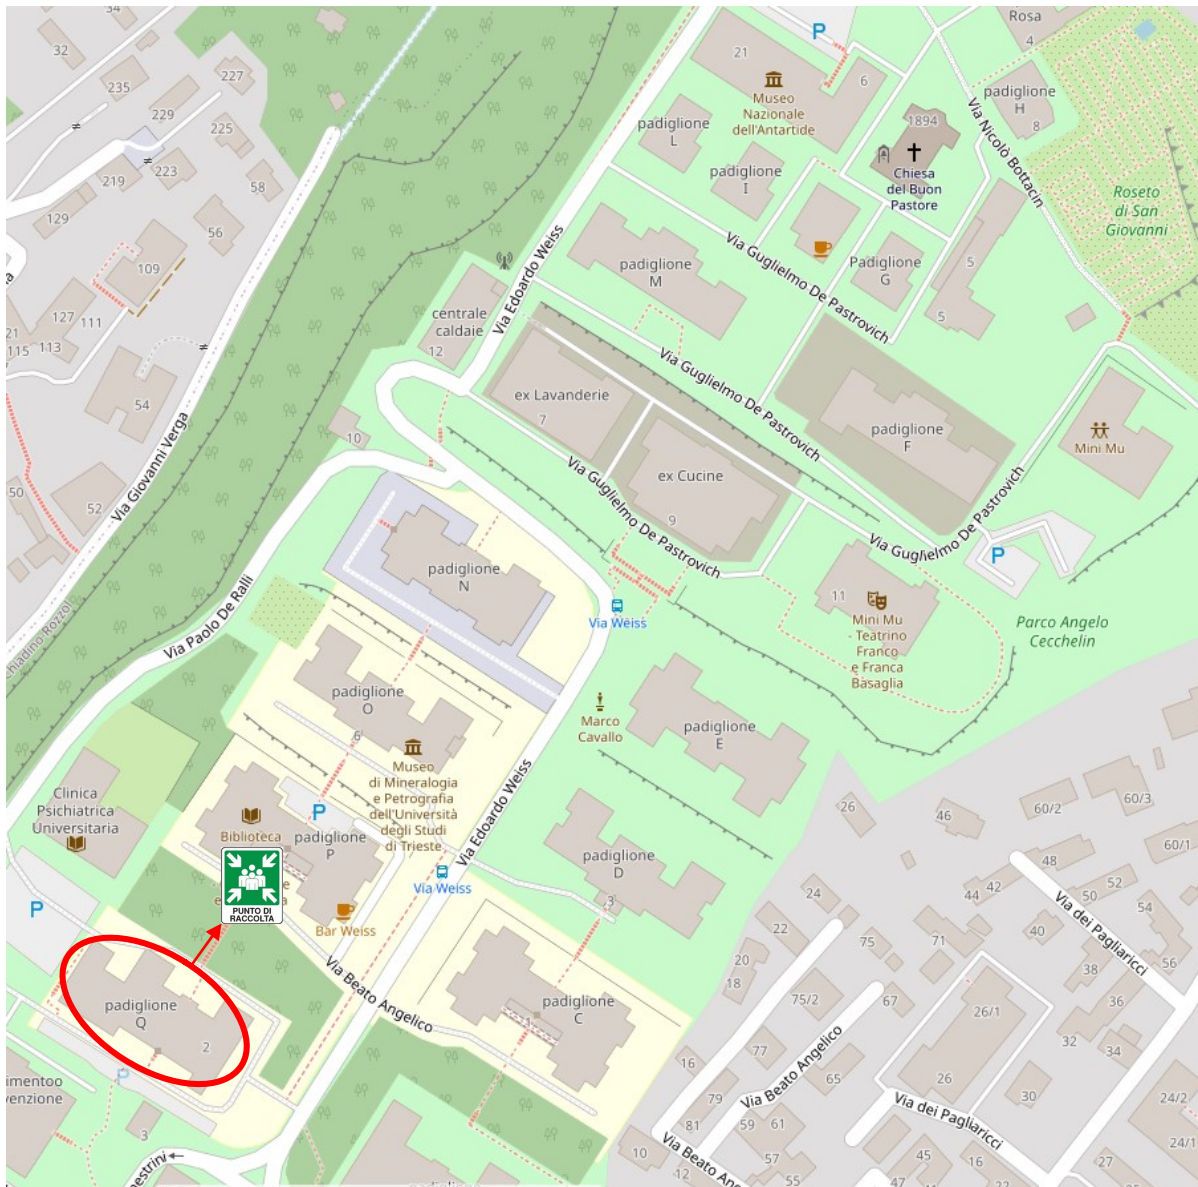 34
32
235
227
229
225
223
219
58
129
56
109
127
111
121
115
113
54
50
52
Via Giovanni Verga
Chiadino-Rozzol
Rosa
4
P
21
6
Museo
Nazionale
dell'Antartide
padiglione
L
padiglione
I
1894
Chiesa
del Buon
Pastore
padiglione
H
8
Via Nicolò Bottacin
Roseto
di San
Giovanni
Via Edoardo Weiss
padiglione
M
Via Guglielmo De Pastrovich
Padiglione
G
5
5
centrale
caldaie
12
10
ex Lavanderie
7
Via Guglielmo De Pastrovich
padiglione
F
Mini Mu
ex Cucine
9
Via Guglielmo De Pastrovich
Via Guglielmo De Pastrovich
P
padiglione
N
Via Weiss
11
Mini Mu
- Teatrino
Franco
e Franca
Basaglia
Parco Angelo
Cecchelin
Via Paolo De Ralli
padiglione
O
6
Marco
Cavallo
padiglione
E
Museo
di Mineralogia
e Petrografia
dell'Università
degli Studi
di Trieste
Via Edoardo Weiss
Clinica
Psichiatrica
Universitaria
Biblioteca
P
padiglione
P
PUNTO DI
RACCOLTA
Bar Weiss
Via Weiss
padiglione
D
3
P
padiglione
Q
2
P
Via Beato Angelico
padiglione
C
1
3
imentoo
venzione
estrini
padiglione
26
46
60/2
60/3
60/1
48
50
52
54
56
24
22
20
18
44
42
40
38
36
34
32
30
75
71
67
75/2
77
65
79
81
59
61
57
55
16
10
12
26/1
26
Via dei Pagliaricci
Via Beato Angelico
Via dei Pagliaricci
Via Beato Ang
47
45
16
27
25
24/2
24/1